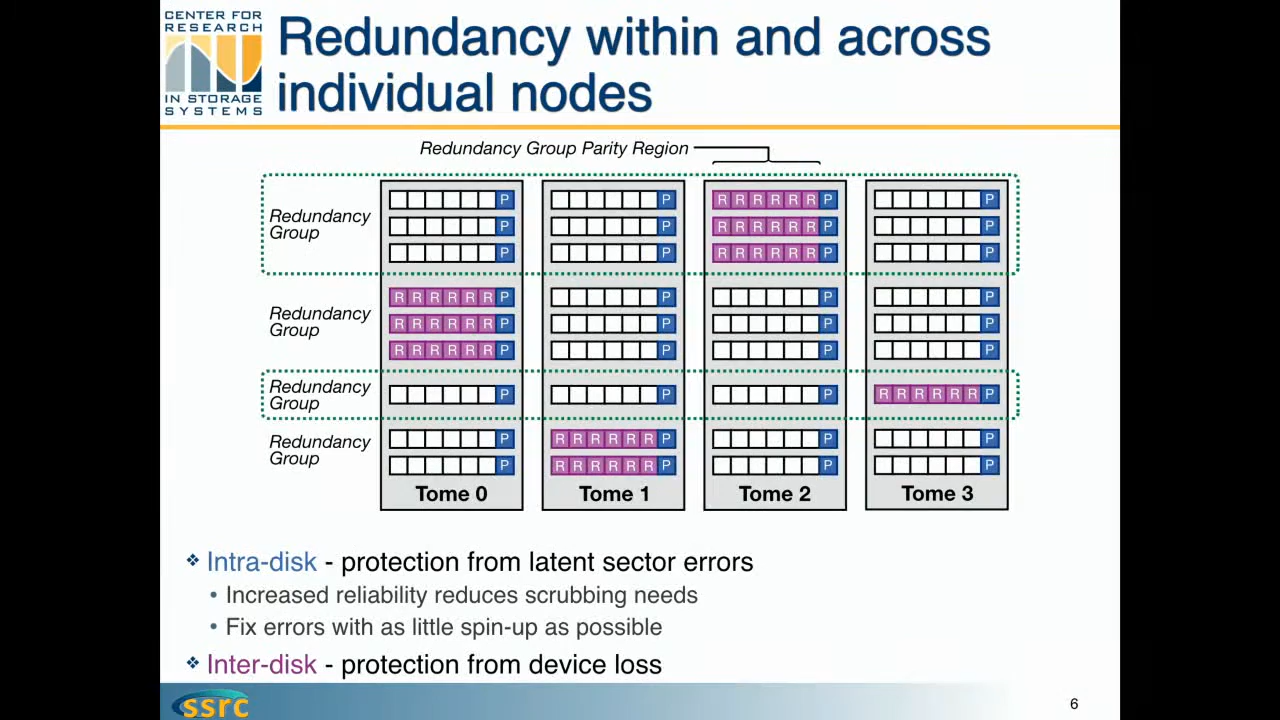 CENTER FOR
RESEARCH
IN STORAGE
SYSTEMS
Redundancy within and across
individual nodes
Redundancy Group Parity Region
Redundancy
Group
P P R R R R R R P P
P P R R R R R R P P
P P R R R R R R P P
Redundancy
Group
R R R R R R P P P P
R R R R R R P P P P
R R R R R R P P P P
Redundancy
Group
P P P R R R R R R P
Redundancy
Group
P R R R R R R P P P
P R R R R R R P P P
Tome 0 Tome 1 Tome 2 Tome 3
❖ Intra-disk - protection from latent sector errors
• Increased reliability reduces scrubbing needs
• Fix errors with as little spin-up as possible
❖ Inter-disk - protection from device loss
ssrc
6